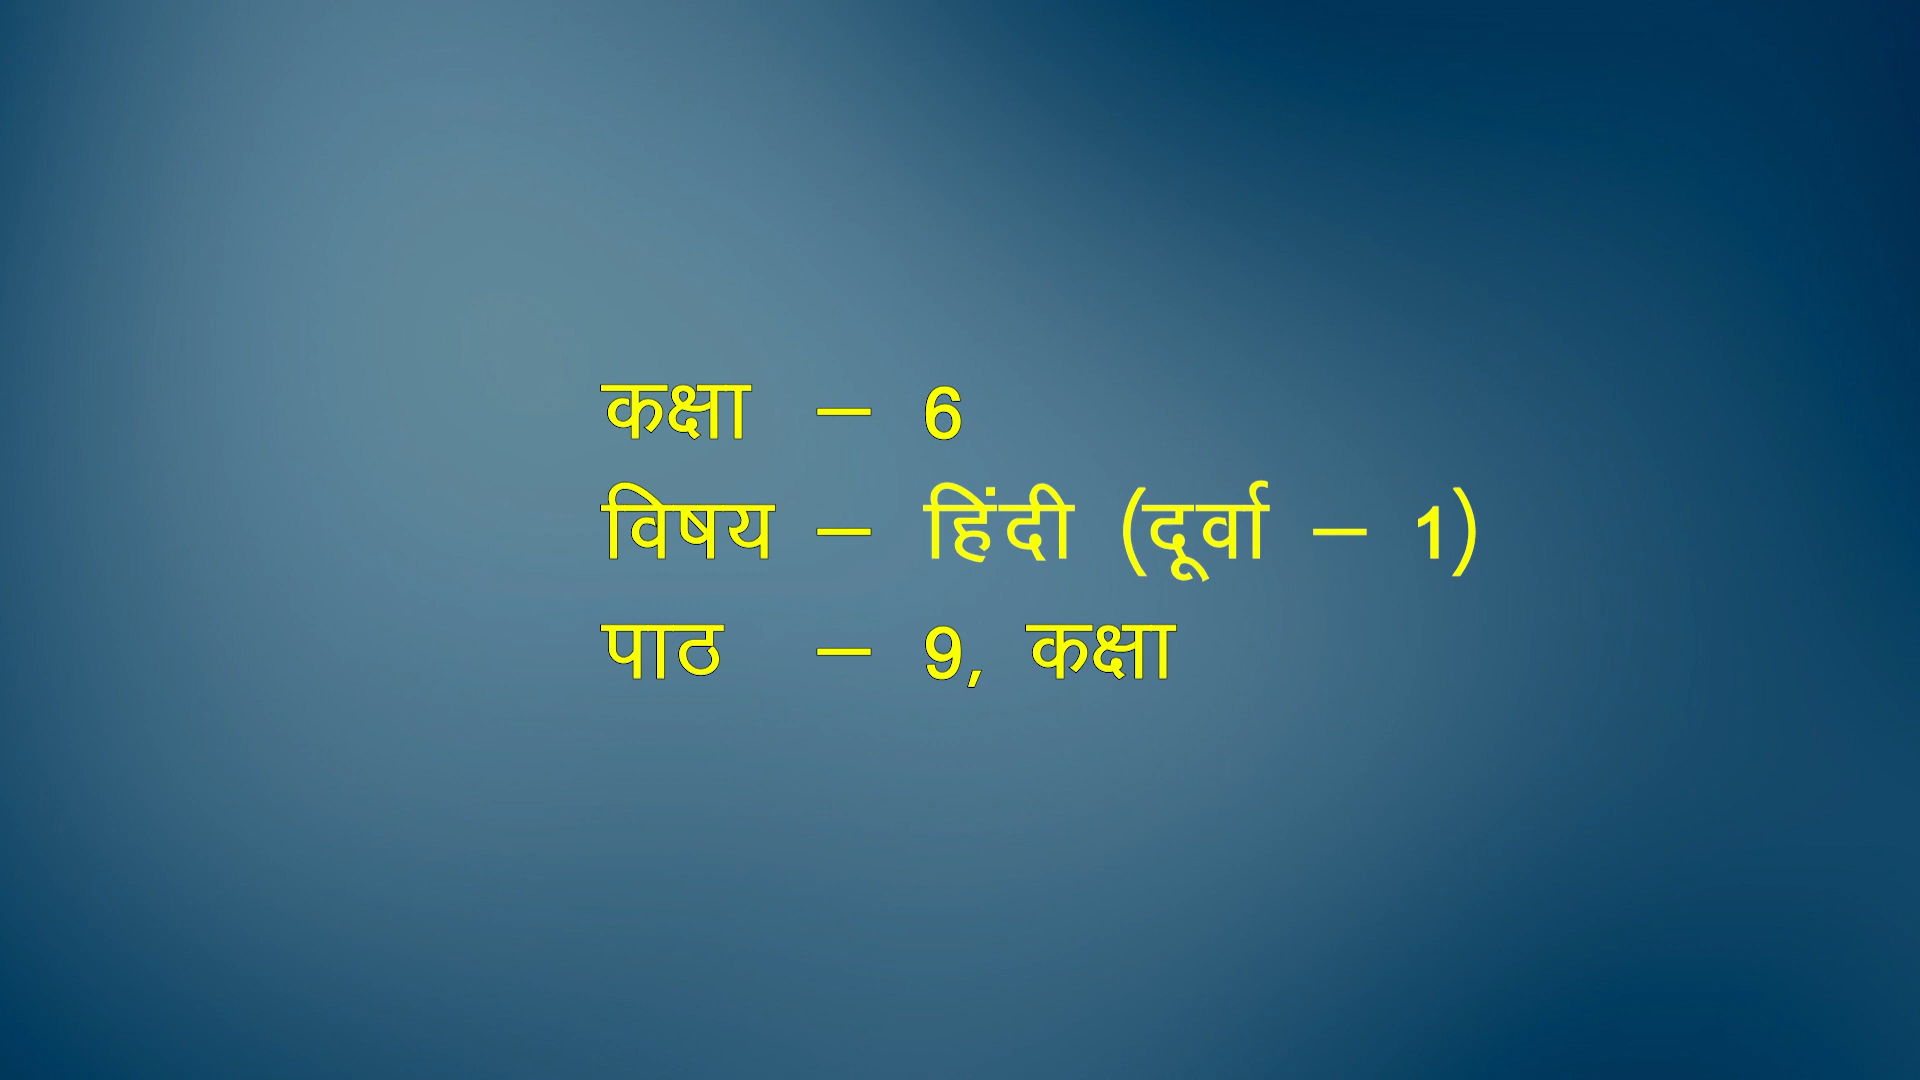 कक्षा – 6
विषय – हिंदी (दूर्वा – 1)
पाठ – 9, कक्षा